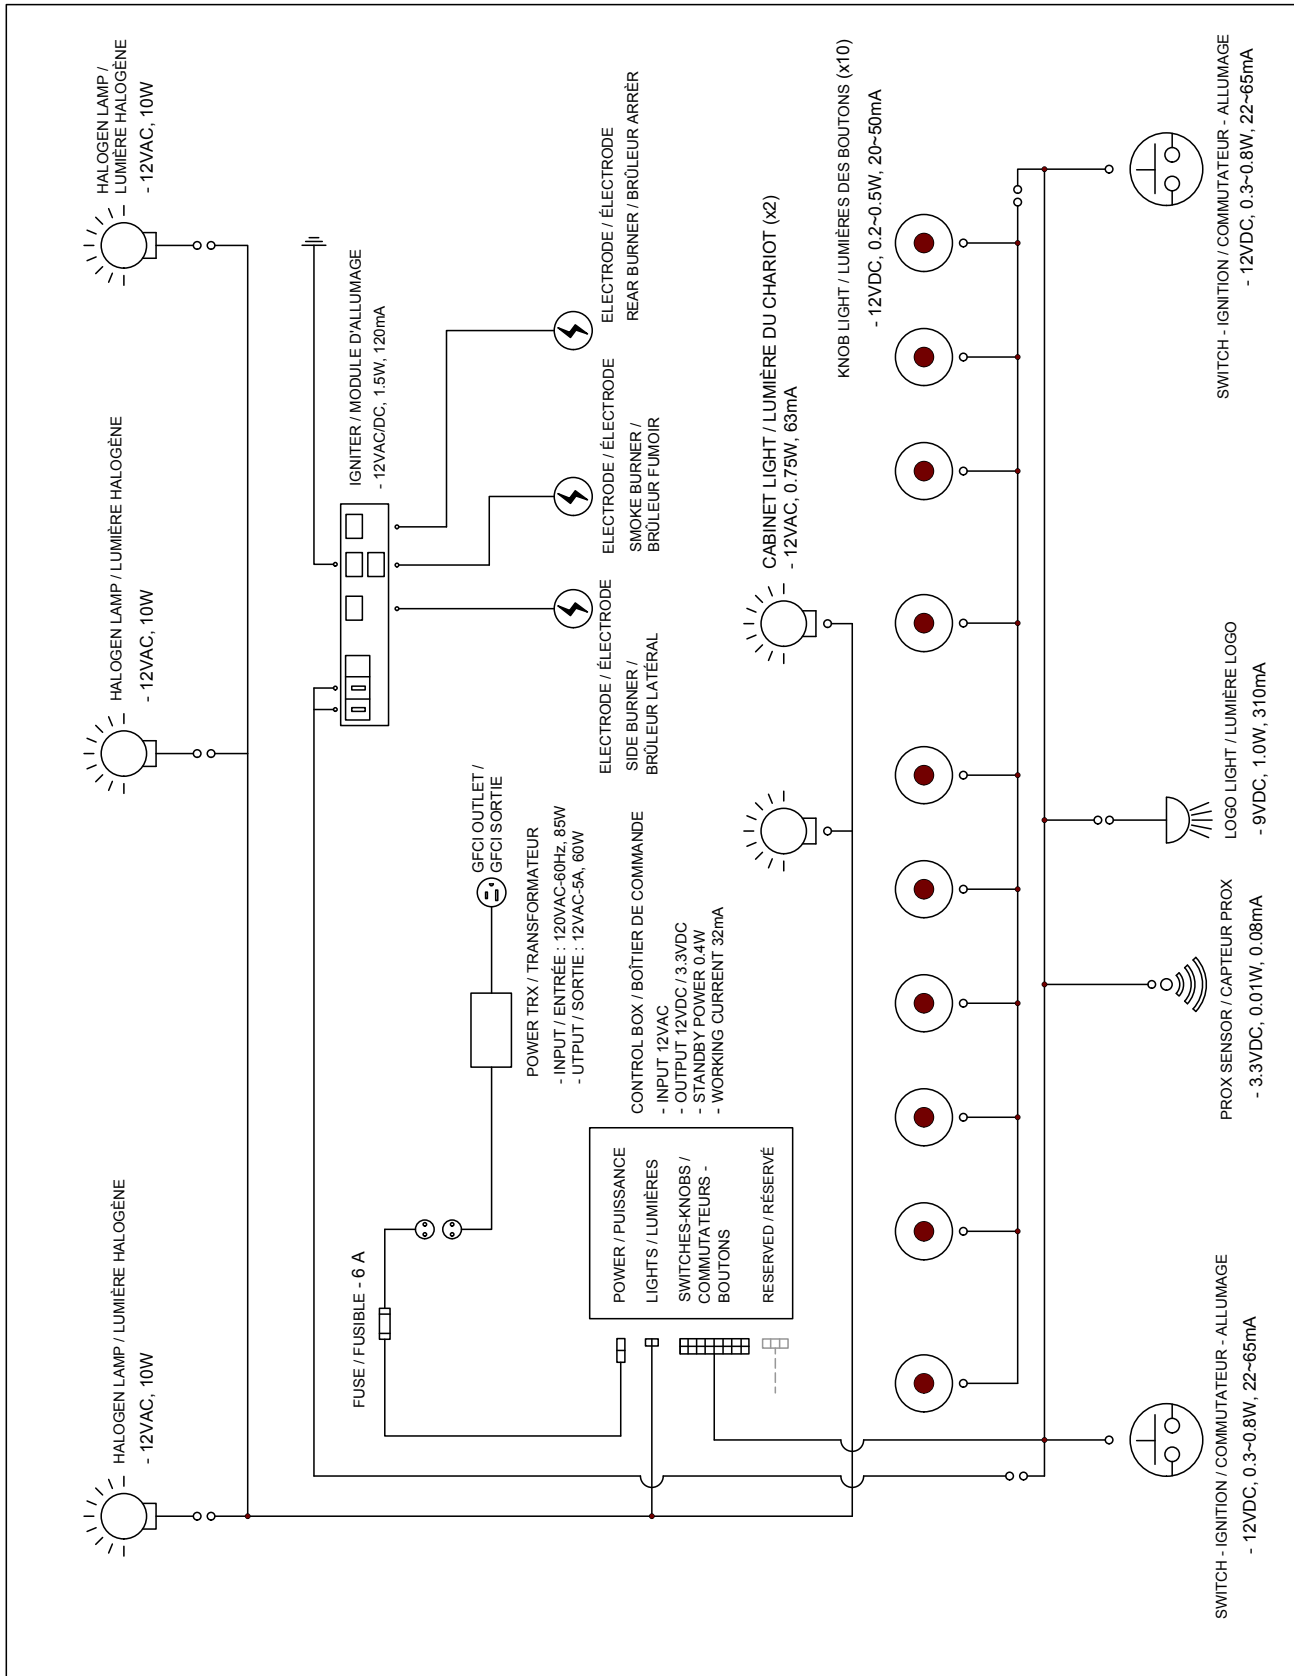 HALOGEN LAMP / LUMIÈRE HALOGÈNE
- 12VAC, 10W
HALOGEN LAMP / LUMIÈRE HALOGÈNE
- 12VAC, 10W
HALOGEN LAMP /
LUMIÈRE HALOGÈNE
- 12VAC, 10W
FUSE / FUSIBLE - 6 A
GFCI OUTLET /
GFCI SORTIE
POWER TRX / TRANSFORMATEUR
- INPUT / ENTRÉE : 120VAC-60Hz, 85W
- UTPUT / SORTIE : 12VAC-5A, 60W
IGNITER / MODULE D'ALLUMAGE
- 12VAC/DC, 1.5W, 120mA
ELECTRODE / ÉLECTRODE
SIDE BURNER /
BRÛLEUR LATÉRAL
ELECTRODE / ÉLECTRODE
SMOKE BURNER /
BRÛLEUR FUMOIR
ELECTRODE / ÉLECTRODE
REAR BURNER / BRÛLEUR ARRIÈR
CONTROL BOX / BOÎTIER DE COMMANDE
- INPUT 12VAC
- OUTPUT 12VDC / 3.3VDC
- STANDBY POWER 0.4W
- WORKING CURRENT 32mA
POWER / PUISSANCE
LIGHTS / LUMIÈRES
SWITCHES-KNOBS /
COMMUTATEURS -
BOUTONS
RESERVED / RÉSERVÉ
CABINET LIGHT / LUMIÈRE DU CHARIOT (x2)
- 12VAC, 0.75W, 63mA
KNOB LIGHT / LUMIÈRES DES BOUTONS (x10)
- 12VDC, 0.2~0.5W, 20~50mA
SWITCH - IGNITION / COMMUTATEUR - ALLUMAGE
- 12VDC, 0.3~0.8W, 22~65mA
PROX SENSOR / CAPTEUR PROX
- 3.3VDC, 0.01W, 0.08mA
LOGO LIGHT / LUMIÈRE LOGO
- 9VDC, 1.0W, 310mA
SWITCH - IGNITION / COMMUTATEUR - ALLUMAGE
- 12VDC, 0.3~0.8W, 22~65mA